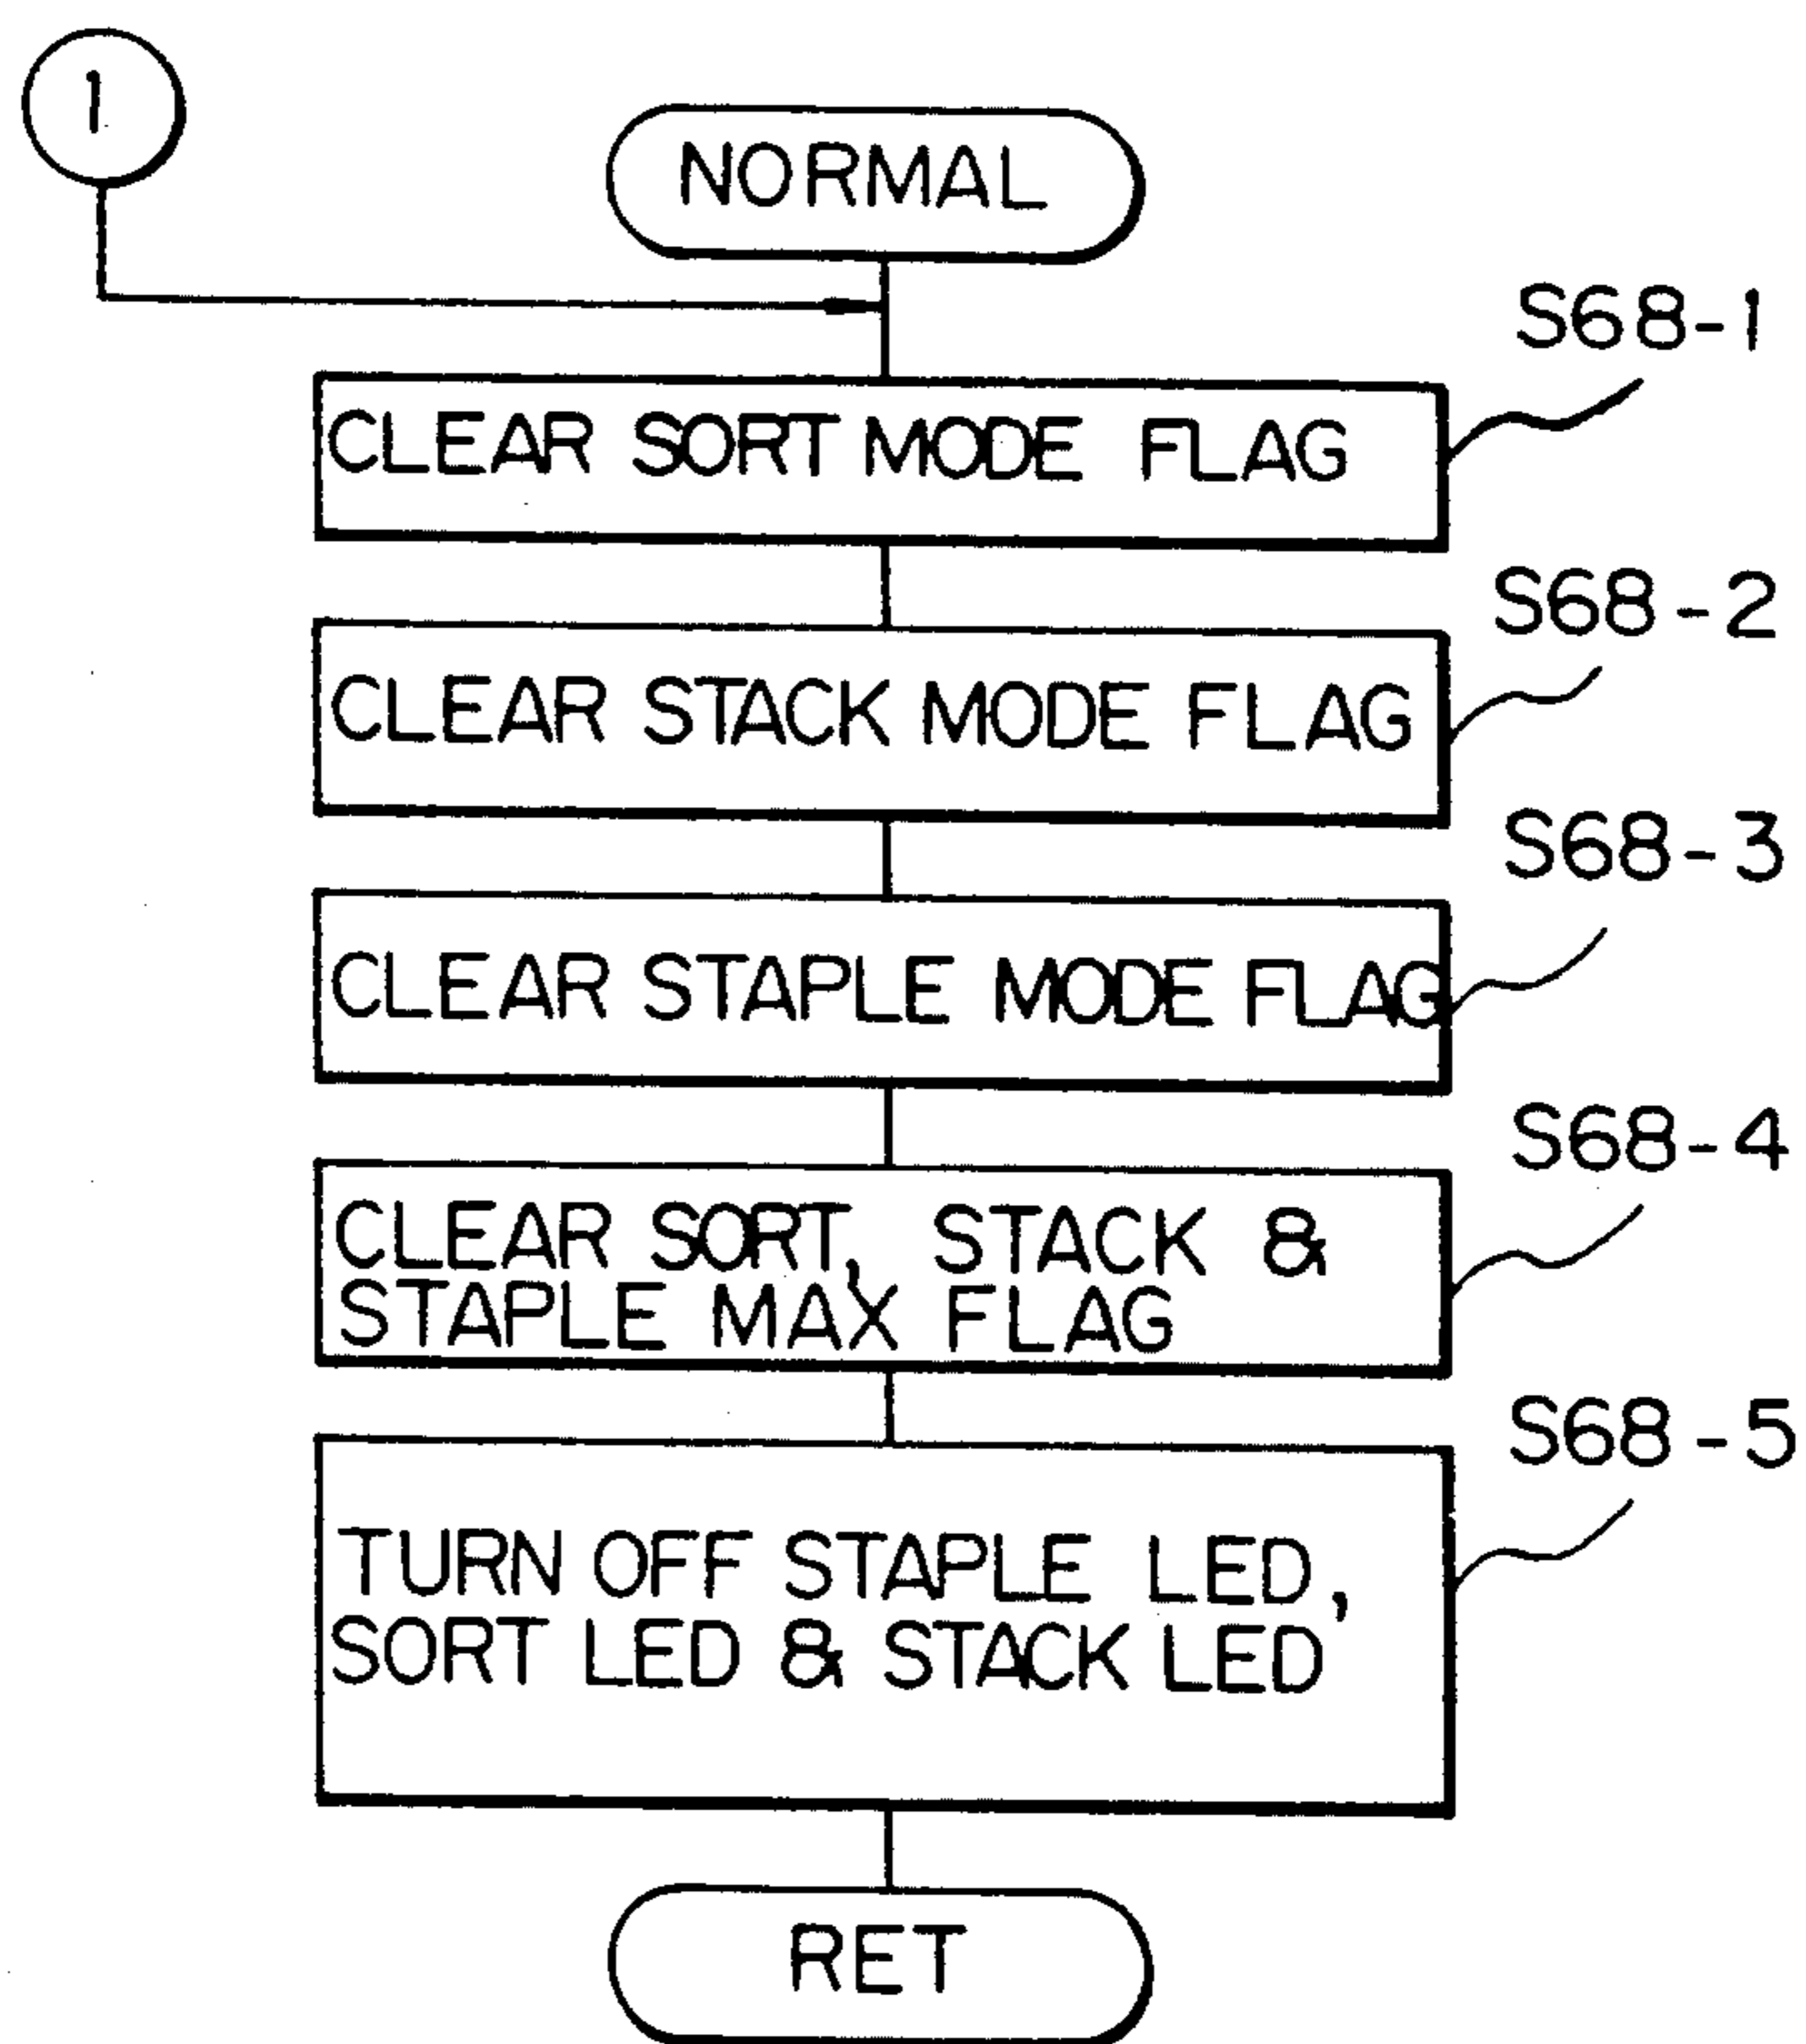 1
NORMAL
S68-1
CLEAR SORT MODE FLAG
S68-2
CLEAR STACK MODE FLAG
S68-3
CLEAR STAPLE MODE FLAG
S68-4
CLEAR SORT, STACK &
STAPLE MAX FLAG
S68-5
TURN OFF STAPLE LED,
SORT LED & STACK LED
RET